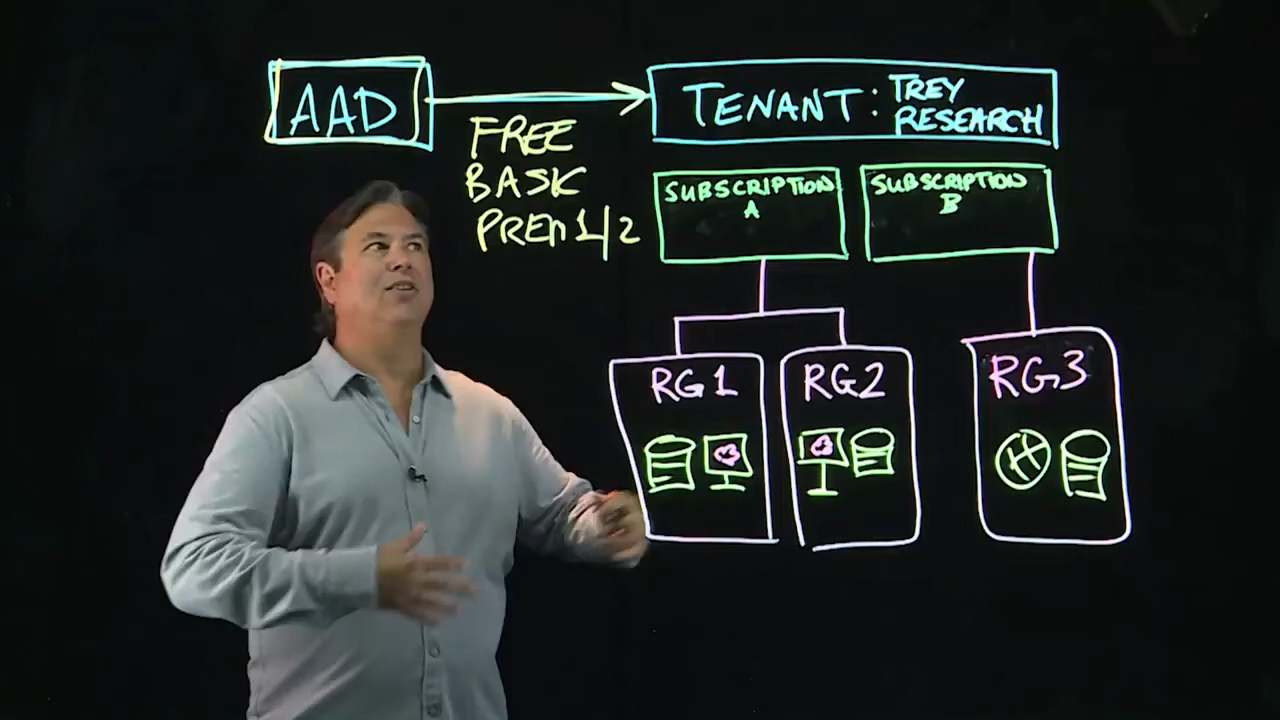 AAD
TENANT: TREY
RESEARCH
FREE
BASIC
PREM 1/2
SUBSCRIPTION
A
SUBSCRIPTION
B
RG1
RG2
RG3